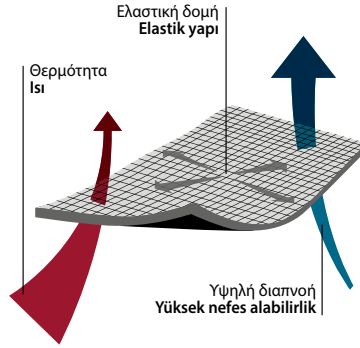 Ελαστική δομή
Elastik yapı
Θερμότητα
Isı
Υψηλή διαπνοή
Yüksek nefes alabilirlik